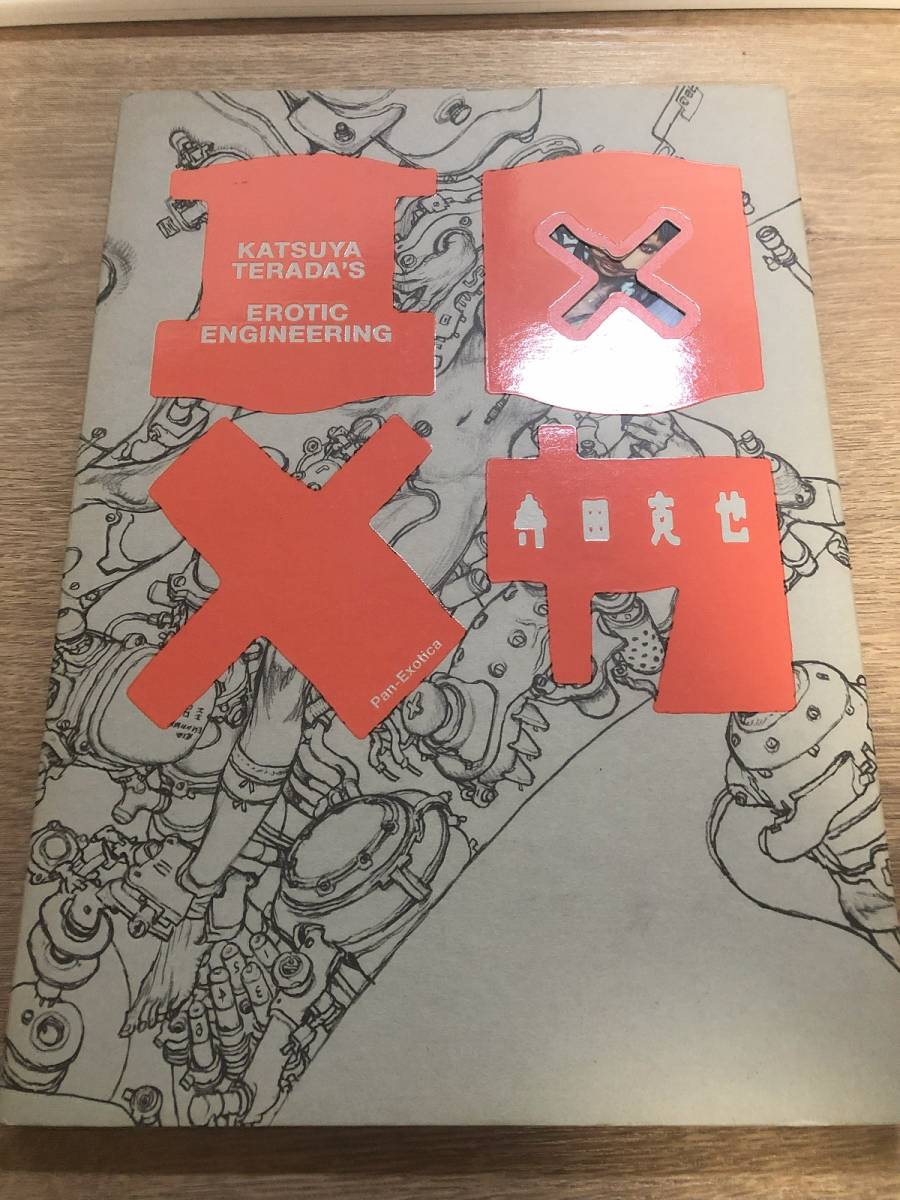 KATSUYA
TERADA'S
EROTIC
ENGINEERING
寺田克也
Pan-Exotica